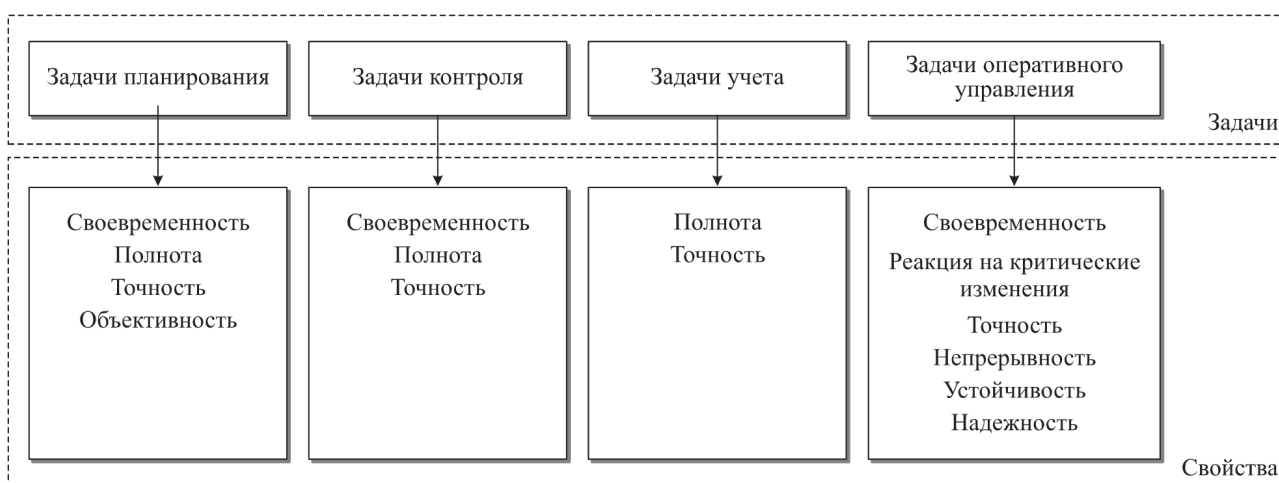 Задачи планирования
Задачи контроля
Задачи учета
Задачи оперативного
управления
Задачи
Своевременность
Полнота
Точность
Объективность
Своевременность
Полнота
Точность
Полнота
Точность
Своевременность
Реакция на критические
изменения
Точность
Непрерывность
Устойчивость
Надежность
Свойства